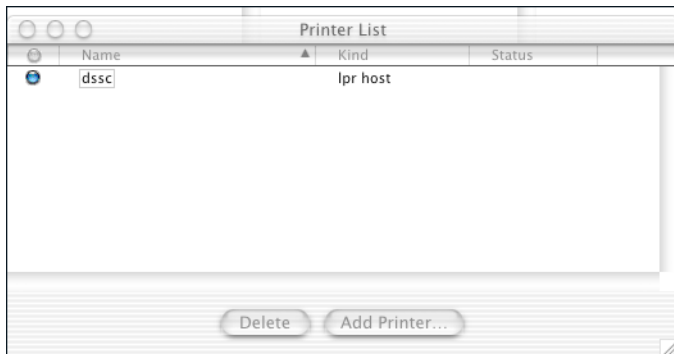 Printer List
Name Kind Status
dssc lpr host
Delete Add Printer...